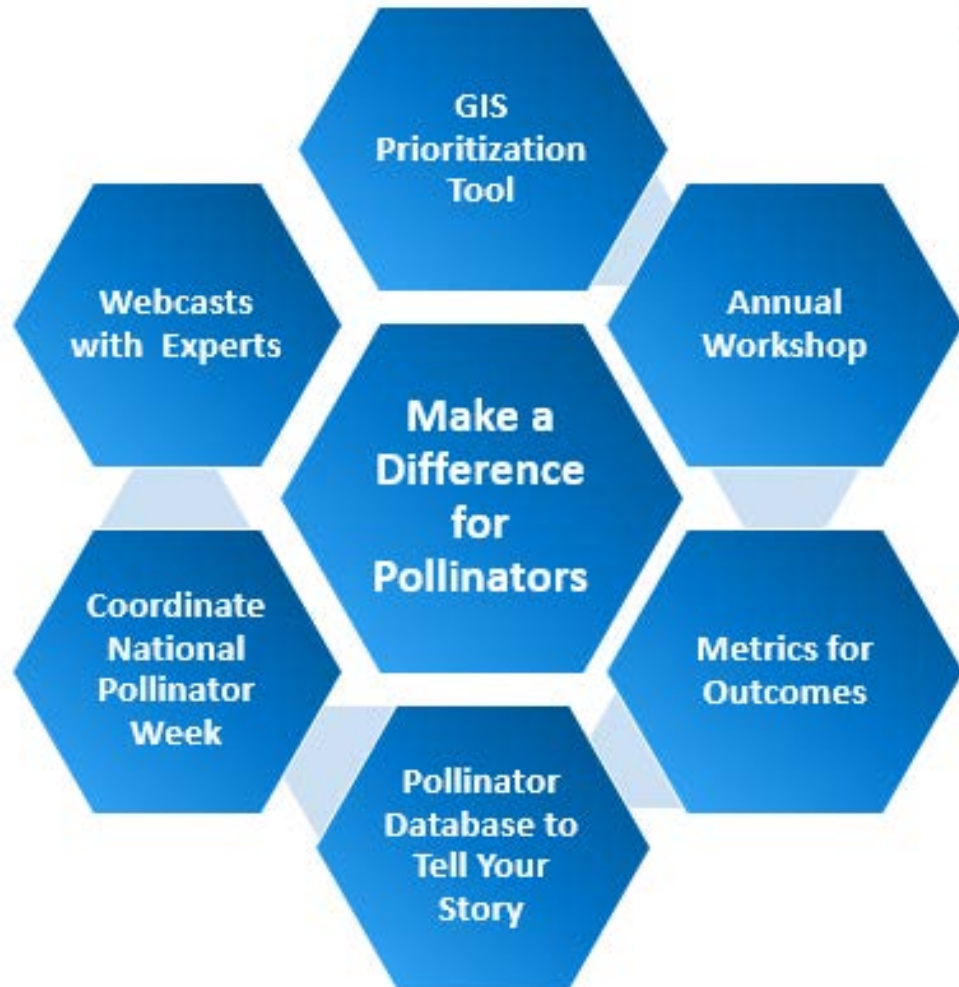 GIS
Prioritization
Tool
Annual
Workshop
Metrics for
Outcomes
Pollinator
Database to
Tell Your
Story
Coordinate
National
Pollinator
Week
Webcasts
with  Experts
Make a
Difference
for
Pollinators